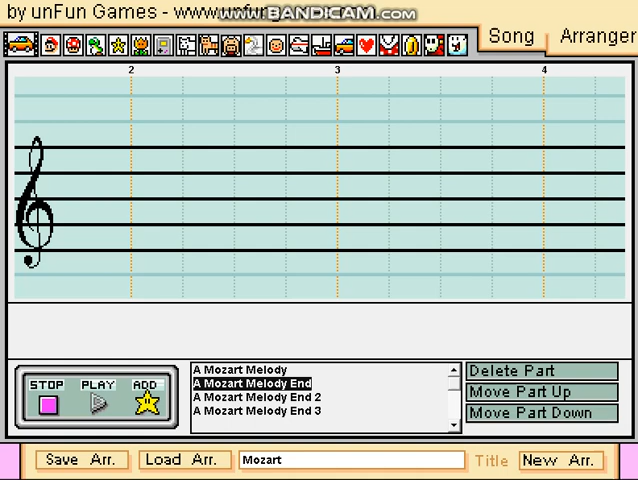 by unFun Games - www.unfun
www.BANDICAM.com
Song
Arranger
2 3 4
STOP PLAY ADD
A Mozart Melody
A Mozart Melody End
A Mozart Melody End 2
A Mozart Melody End 3
Delete Part
Move Part Up
Move Part Down
Save Arr.
Load Arr.
Mozart
Title
New Arr.